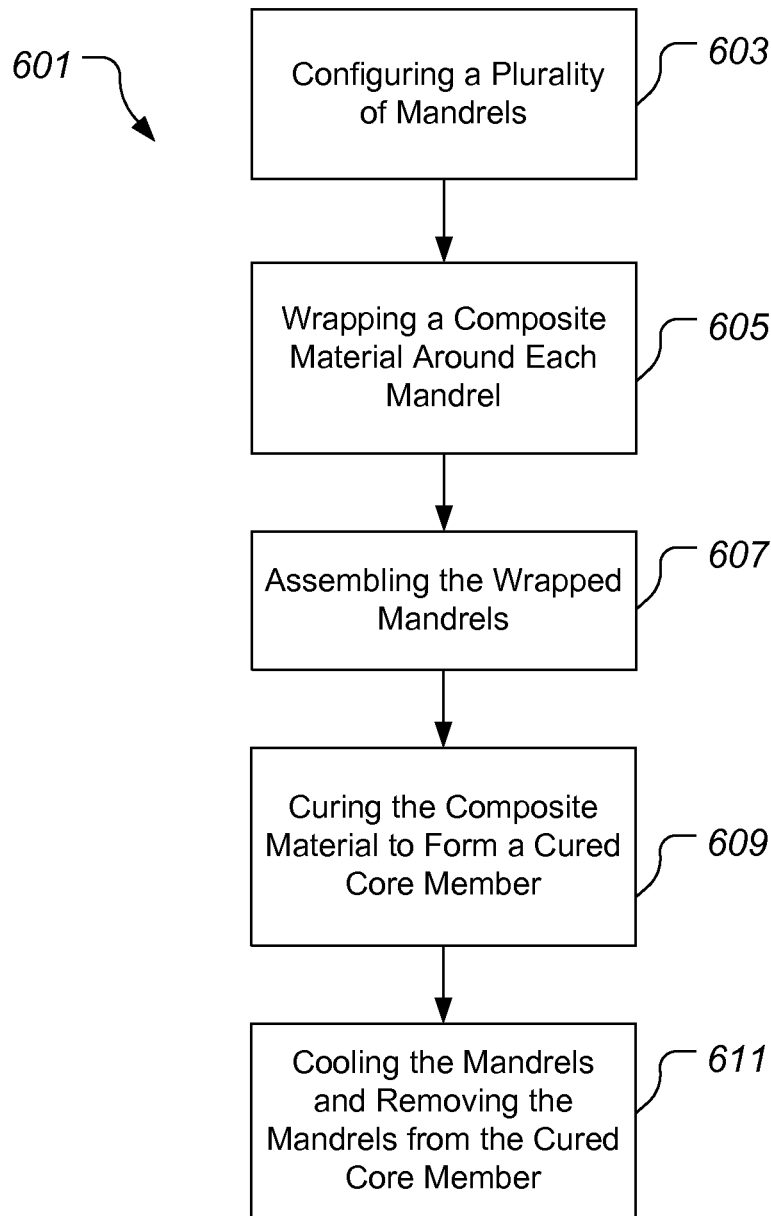 601
603
Configuring a Plurality
of Mandrels
605
Wrapping a Composite
Material Around Each
Mandrel
607
Assembling the Wrapped
Mandrels
Curing the Composite
Material to Form a Cured
Core Member
609
Cooling the Mandrels
and Removing the
Mandrels from the Cured
Core Member
611